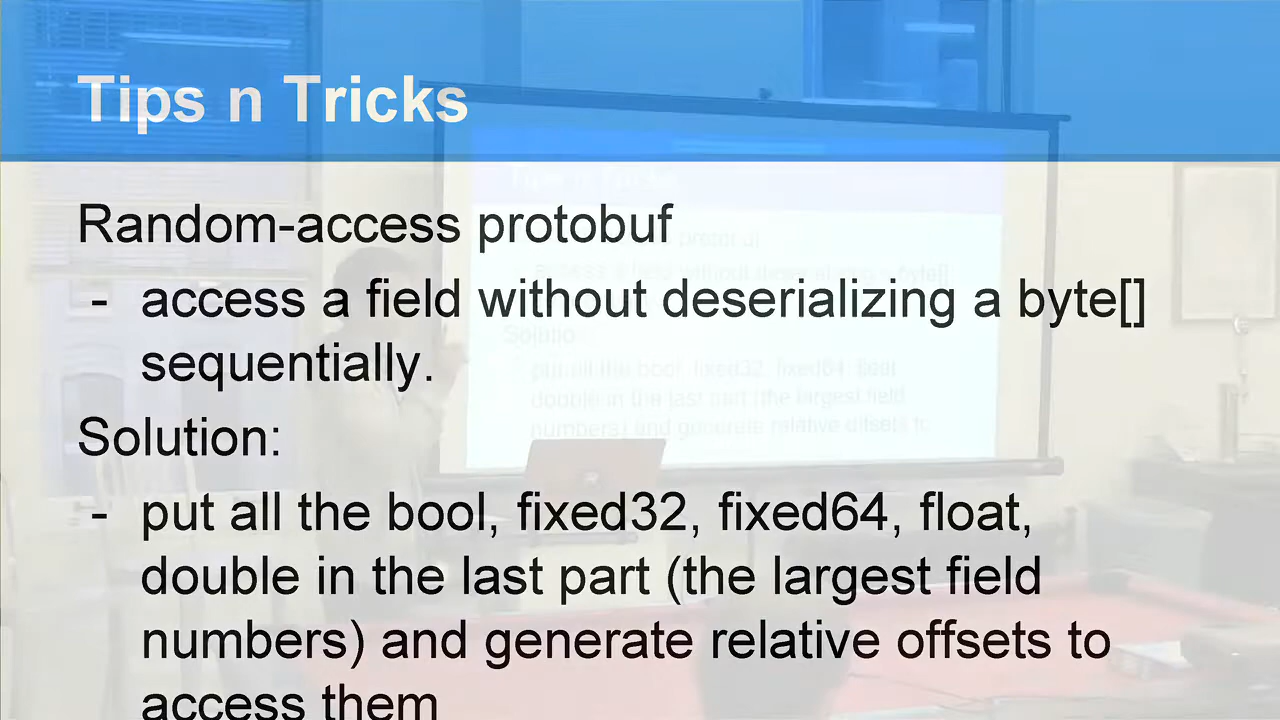 Tips n Tricks
Random-access protobuf
- access a field without deserializing a byte[]
sequentially.
Solution:
- put all the bool, fixed32, fixed64, float,
double in the last part (the largest field
numbers) and generate relative offsets to
access them